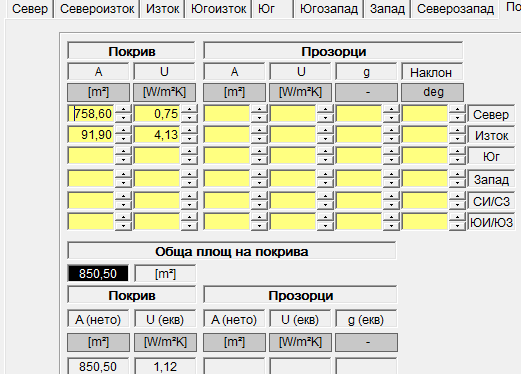 Север Североизток Изток Югоизток Юг Югозапад Запад Северозапад По
Покрив Прозорци
A U A U g Наклон
[m²] [W/m²K] [m²] [W/m²K] - deg
758,60 0,75 Север
91,90 4,13 Изток
Юг
Запад
СИ/СЗ
ЮИ/ЮЗ
Обща площ на покрива
850,50 [m²]
Покрив Прозорци
A (нето) U (екв) A (нето) U (екв) g (екв)
[m²] [W/m²K] [m²] [W/m²K] -
850,50 1,12